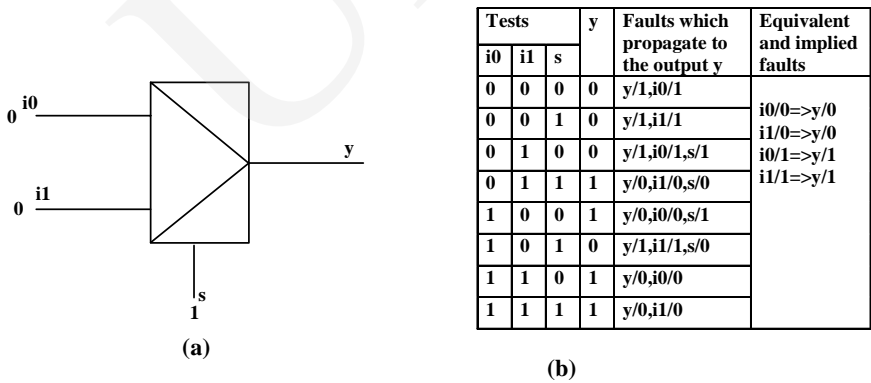 0 i0
0 i1
y
s
1
(a)
Tests y Faults which propagate to the output y Equivalent and implied faults
i0 i1 s
0 0 0 0 y/1,i0/1
0 0 1 0 y/1,i1/1
0 1 0 0 y/1,i0/1,s/1
0 1 1 1 y/0,i1/0,s/0
1 0 0 1 y/0,i0/0,s/1
1 0 1 0 y/1,i1/1,s/0
1 1 0 1 y/0,i0/0
1 1 1 1 y/0,i1/0
i0/0=>y/0
i1/0=>y/0
i0/1=>y/1
i1/1=>y/1
(b)